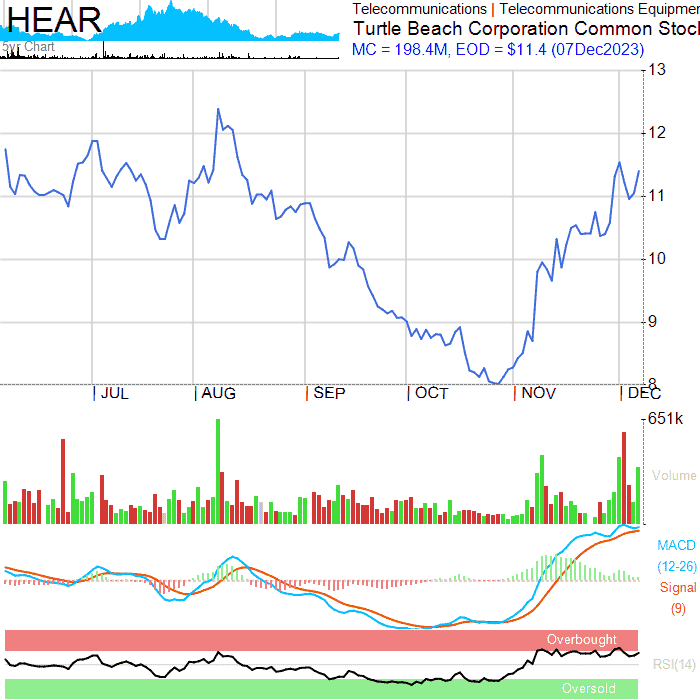 HEAR
5yr Chart
Telecommunications | Telecommunications Equipmen
Turtle Beach Corporation Common Stock
MC = 198.4M, EOD = $11.4 (07Dec2023)
13
12
11
10
9
8
JUL AUG SEP OCT NOV DEC
651k
Volume
MACD
(12-26)
Signal
(9)
Overbought
RSI(14)
Oversold